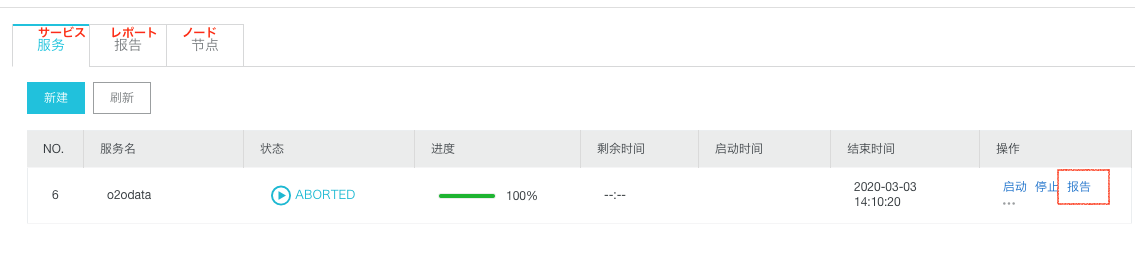 サービス レポート ノード
服务 报告 节点
新建 刷新
NO. 服务名 状态 进度 剩余时间 启动时间 结束时间 操作
6 o2odata ABORTED 100% --:-- 2020-03-03 启动 停止 报告
14:10:20 •••